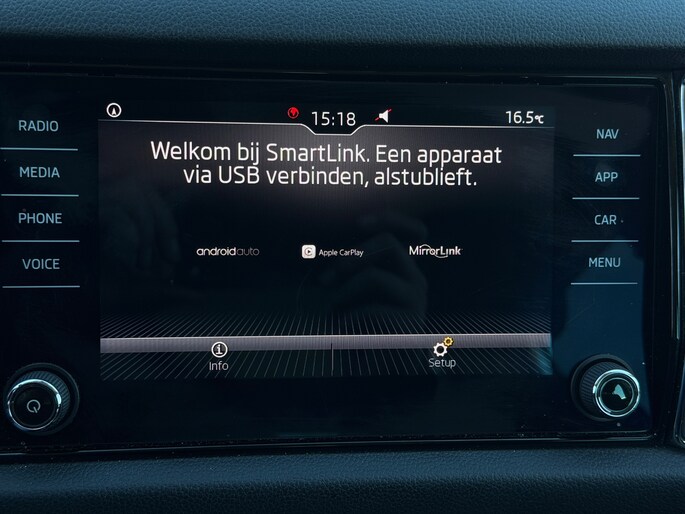 15:18
16.5°C
RADIO
MEDIA
PHONE
VOICE
Welkom bij SmartLink. Een apparaat
via USB verbinden, alstublieft.
androidauto
Apple CarPlay
MirrorLink
Info
Setup
NAV
APP
CAR
MENU